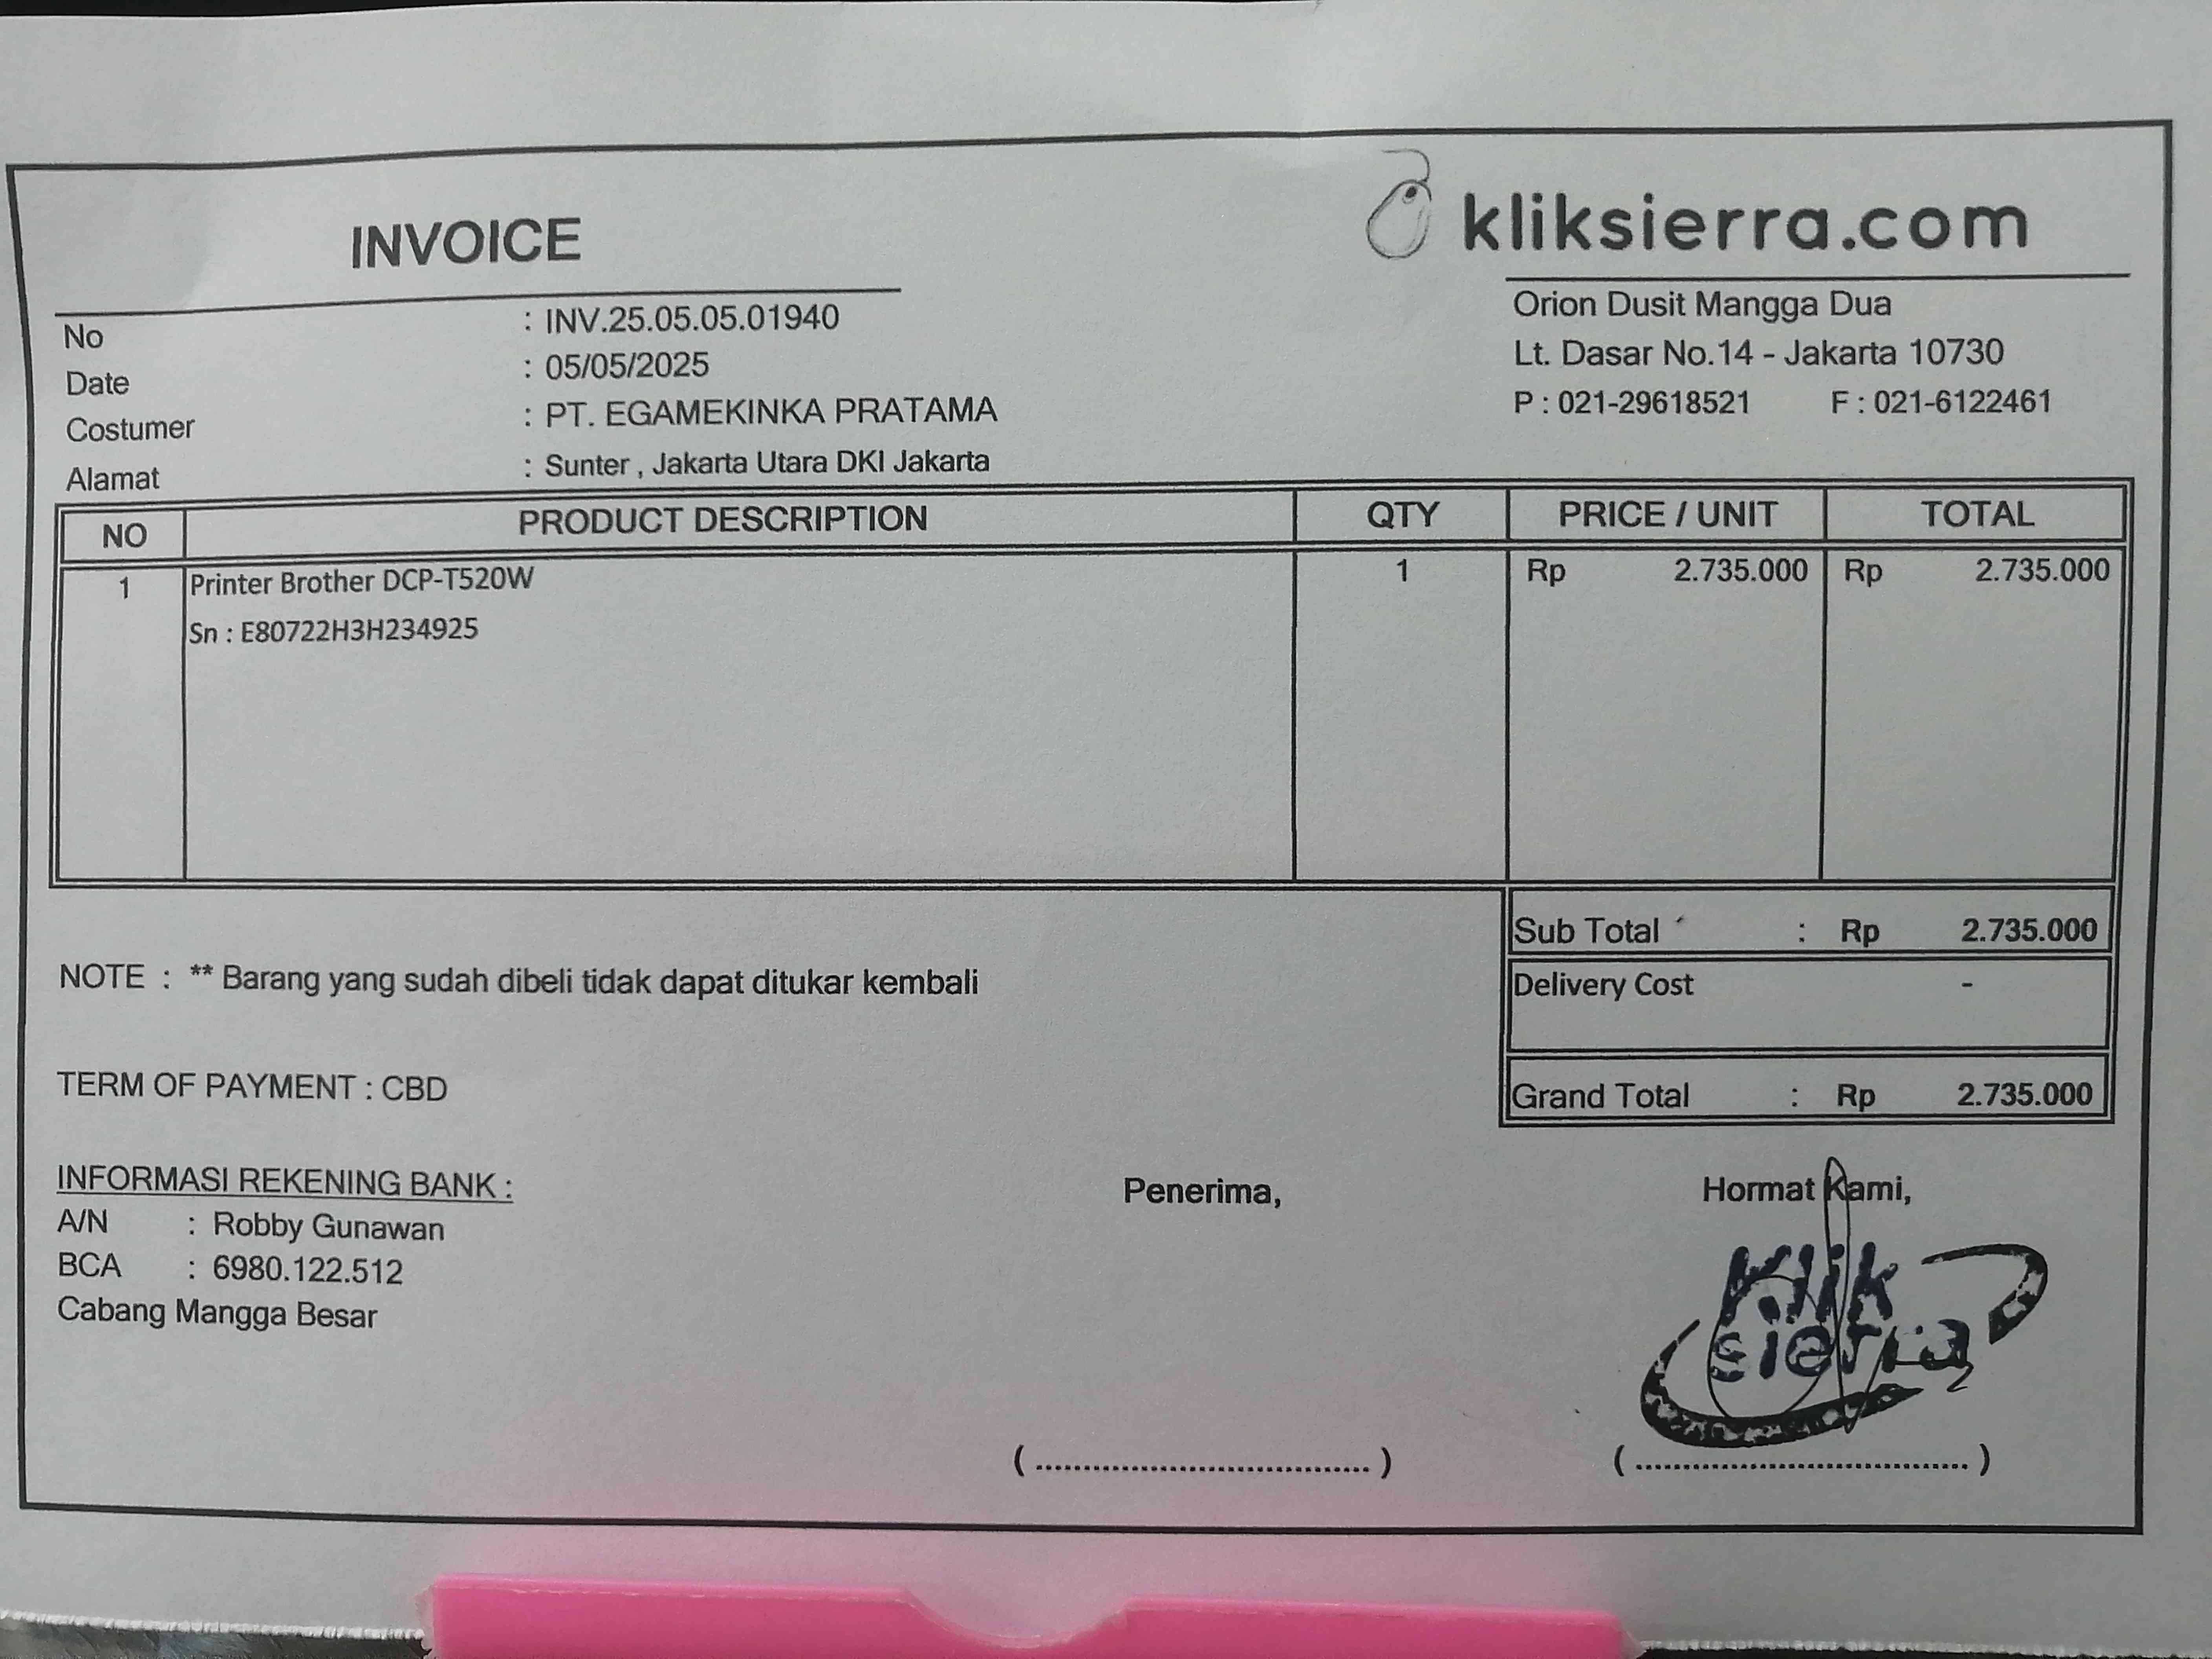 INVOICE
kliksierra.com
No : INV.25.05.05.01940
Date : 05/05/2025
Costumer : PT. EGAMEKINKA PRATAMA
Alamat : Sunter , Jakarta Utara DKI Jakarta
Orion Dusit Mangga Dua
Lt. Dasar No.14 - Jakarta 10730
P : 021-29618521 F : 021-6122461
NO PRODUCT DESCRIPTION QTY PRICE / UNIT TOTAL
1 Printer Brother DCP-T520W 1 Rp 2.735.000 Rp 2.735.000
Sn : E80722H3H234925
Sub Total : Rp 2.735.000
Delivery Cost -
Grand Total : Rp 2.735.000
NOTE : ** Barang yang sudah dibeli tidak dapat ditukar kembali
TERM OF PAYMENT : CBD
INFORMASI REKENING BANK :
A/N : Robby Gunawan
BCA : 6980.122.512
Cabang Mangga Besar
Penerima,
(...................................)
Hormat Kami,
Klik
sierra
(...................................)